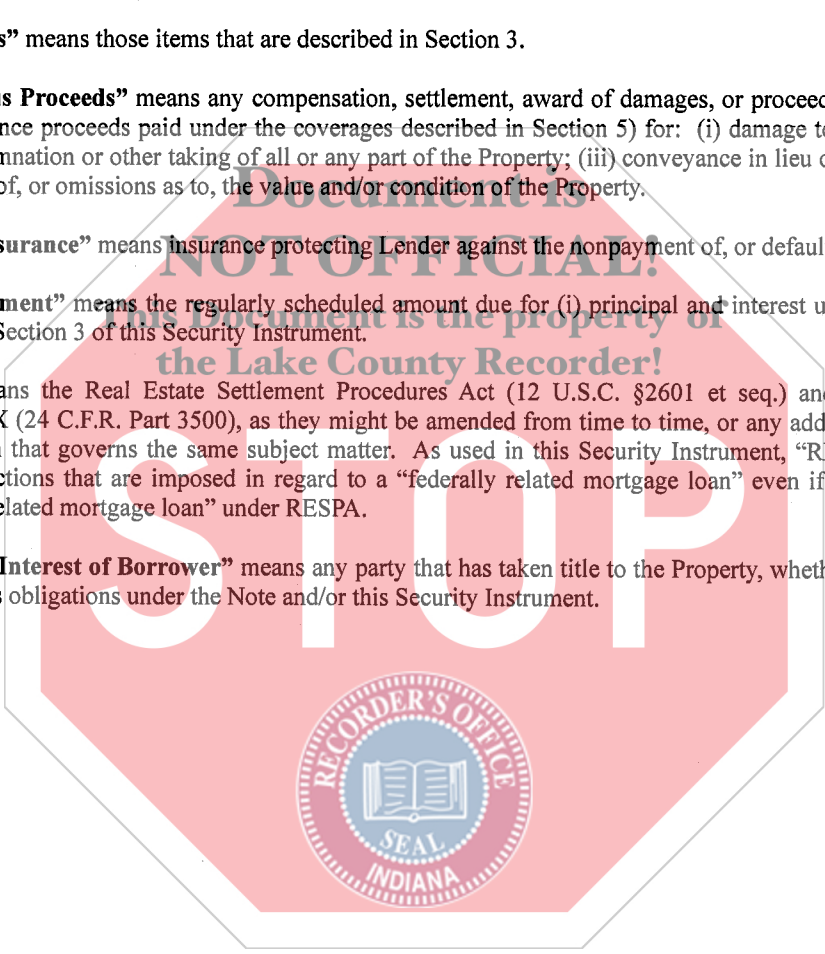 s” means those items that are described in Section 3.
s Proceeds” means any compensation, settlement, award of damages, or proceed
nce proceeds paid under the coverages described in Section 5) for: (i) damage to
nnation or other taking of all or any part of the Property; (iii) conveyance in lieu o
of, or omissions as to, the value and/or condition of the Property.
Document is
surance” means insurance protecting Lender against the nonpayment of, or defaul
NOT OFFICIAL!
ment” means the regularly scheduled amount due for (i) principal and interest u
This Document is the property of
Section 3 of this Security Instrument.
the Lake County Recorder!
ans the Real Estate Settlement Procedures Act (12 U.S.C. §2601 et seq.) an
X (24 C.F.R. Part 3500), as they might be amended from time to time, or any add
that governs the same subject matter. As used in this Security Instrument, “R
ctions that are imposed in regard to a “federally related mortgage loan” even if
elated mortgage loan” under RESPA.
STOP
Interest of Borrower” means any party that has taken title to the Property, wheth
s obligations under the Note and/or this Security Instrument.
RECORDER'S OFFICE
SEAL
INDIANA